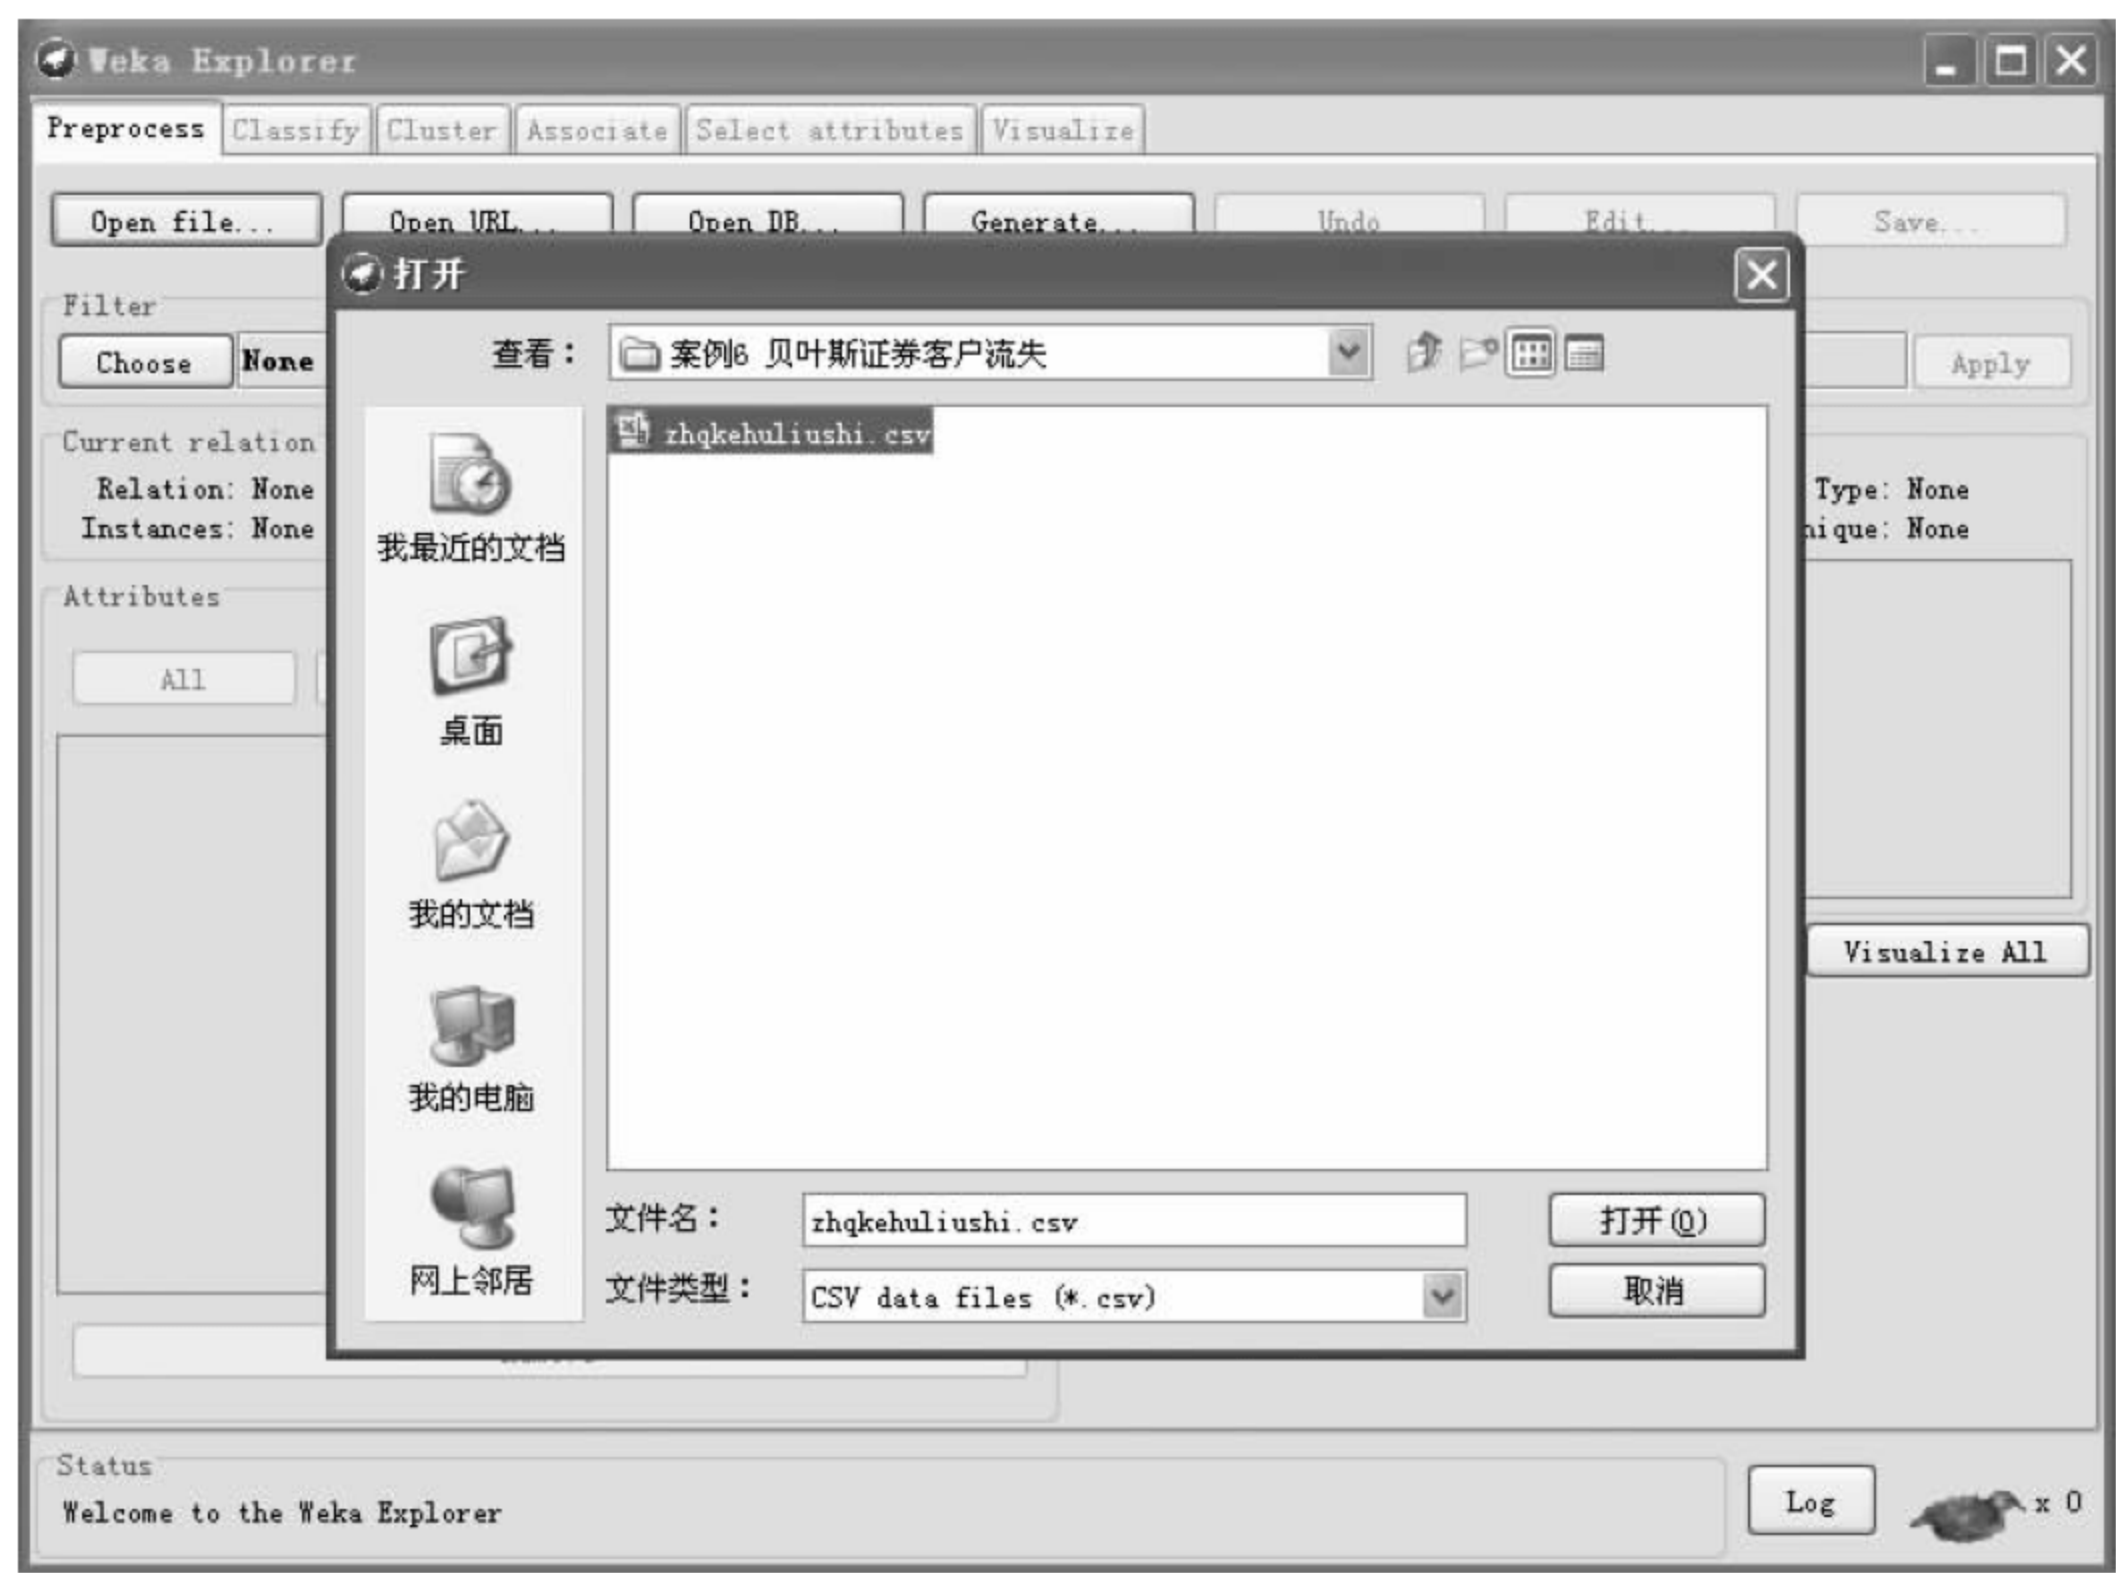 Weka Explorer
Preprocess Classify Cluster Associate Select attributes Visualize
Open file... Open URL... Open DB... Generate... Undo Edit... Save...
打开
Filter
Choose None
Apply
查看：
案例6 贝叶斯证券客户流失
zhqkehuliushi.csv
Current relation
Relation: None
Instances: None
Type: None
nique: None
Attributes
All
我最近的文档
桌面
我的文档
我的电脑
网上邻居
Visualize All
文件名：
zhqkehuliushi.csv
打开(O)
文件类型：
CSV data files (*.csv)
取消
Status
Welcome to the Weka Explorer
Log
x 0